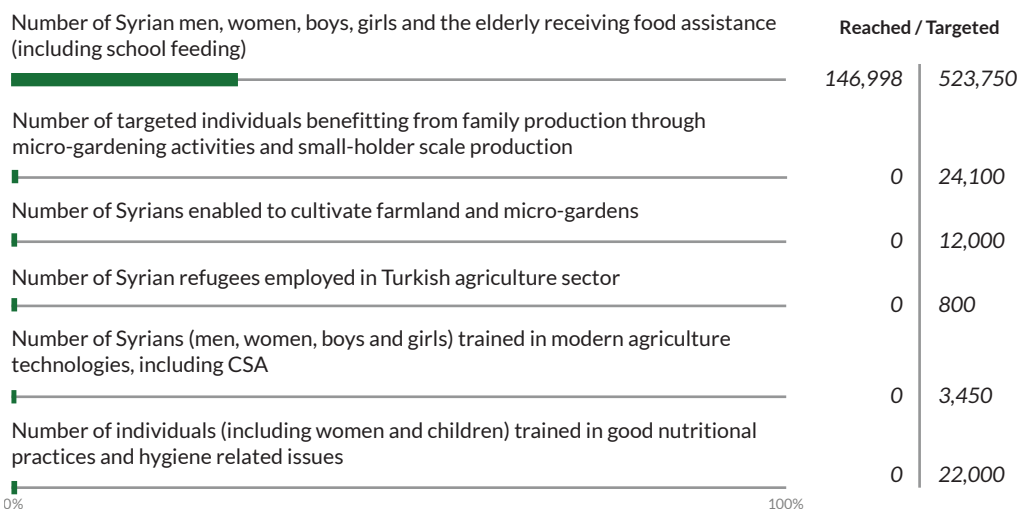 Number of Syrian men, women, boys, girls and the elderly receiving food assistance
(including school feeding)
Reached / Targeted
146,998 523,750
Number of targeted individuals benefitting from family production through
micro-gardening activities and small-holder scale production
0 24,100
Number of Syrians enabled to cultivate farmland and micro-gardens
0 12,000
Number of Syrian refugees employed in Turkish agriculture sector
0 800
Number of Syrians (men, women, boys and girls) trained in modern agriculture
technologies, including CSA
0 3,450
Number of individuals (including women and children) trained in good nutritional
practices and hygiene related issues
0 22,000
0% 100%